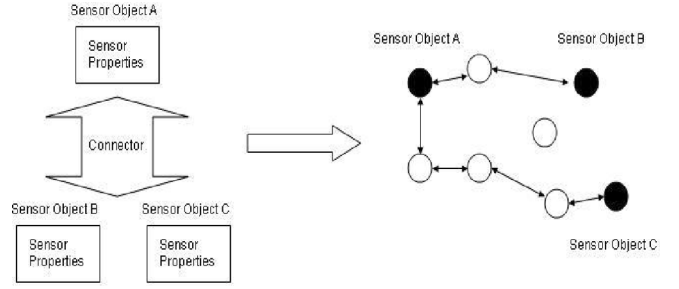 Sensor Object A
Sensor
Properties
Connector
Sensor Object B
Sensor Object C
Sensor
Properties
Sensor
Properties
Sensor Object A
Sensor Object B
Sensor Object C